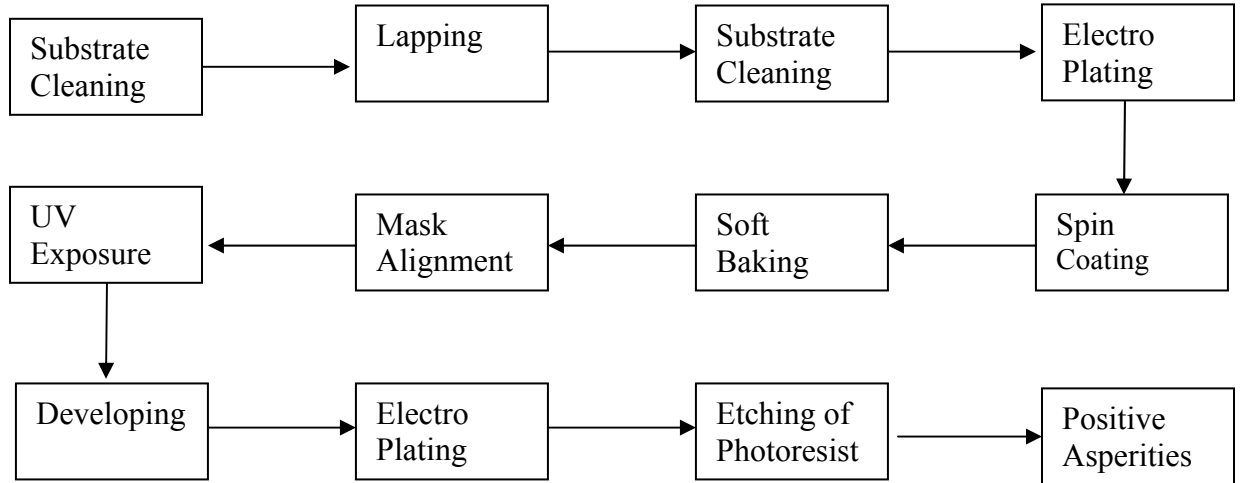 Substrate
Cleaning
Lapping
Substrate
Cleaning
Electro
Plating
UV
Exposure
Mask
Alignment
Soft
Baking
Spin
Coating
Developing
Electro
Plating
Etching of
Photoresist
Positive
Asperities